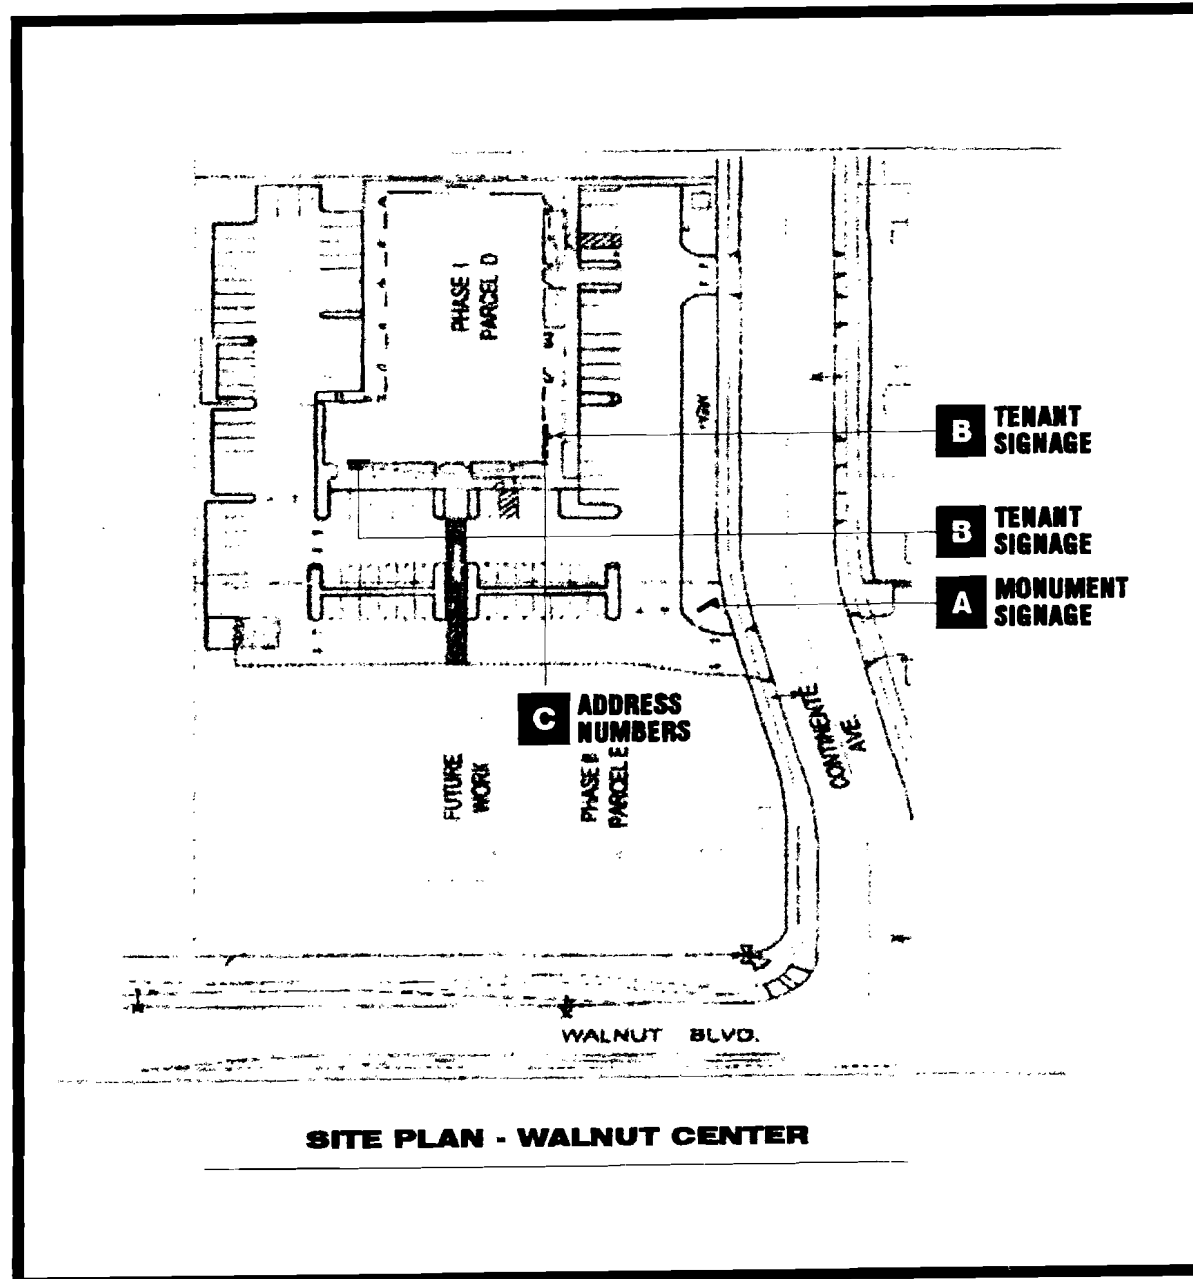 PHASE I
PARCEL D
B TENANT
SIGNAGE
B TENANT
SIGNAGE
A MONUMENT
SIGNAGE
C ADDRESS
NUMBERS
FUTURE
WORK
PHASE II
PARCEL E
CONTINENTE
AVE.
WALNUT BLVD.
SITE PLAN - WALNUT CENTER